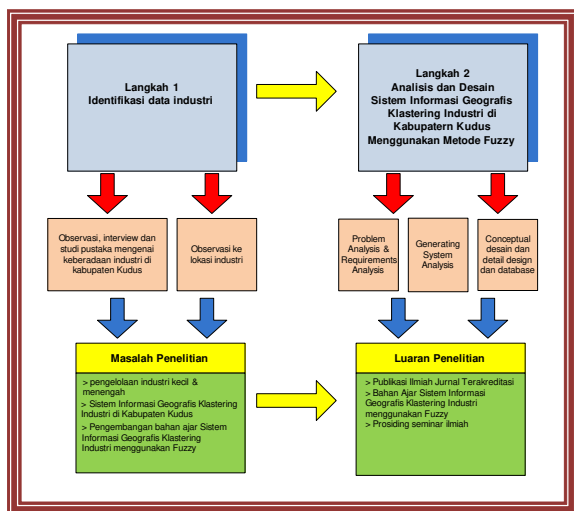 Langkah 1
Identifikasi data industri
Langkah 2
Analisis dan Desain
Sistem Informasi Geografis
Klastering Industri di
Kabupatern Kudus
Menggunakan Metode Fuzzy
Observasi, interview dan
studi pustaka mengenai
keberadaan industri di
kabupaten Kudus
Observasi ke
lokasi industri
Problem
Analysis &
Requirements
Analysis
Generating
System
Analysis
Conceptual
desain dan
detail design
dan database
Masalah Penelitian
> pengelolaan industri kecil &
menengah
> Sistem Informasi Geografis Klastering
Industri di Kabupaten Kudus
> Pengembangan bahan ajar Sistem
Informasi Geografis Klastering
Industri menggunakan Fuzzy
Luaran Penelitian
> Publikasi Ilmiah Jurnal Terakreditasi
> Bahan Ajar Sistem Informasi
Geografis Klastering Industri
menggunakan Fuzzy
> Prosiding seminar ilmiah